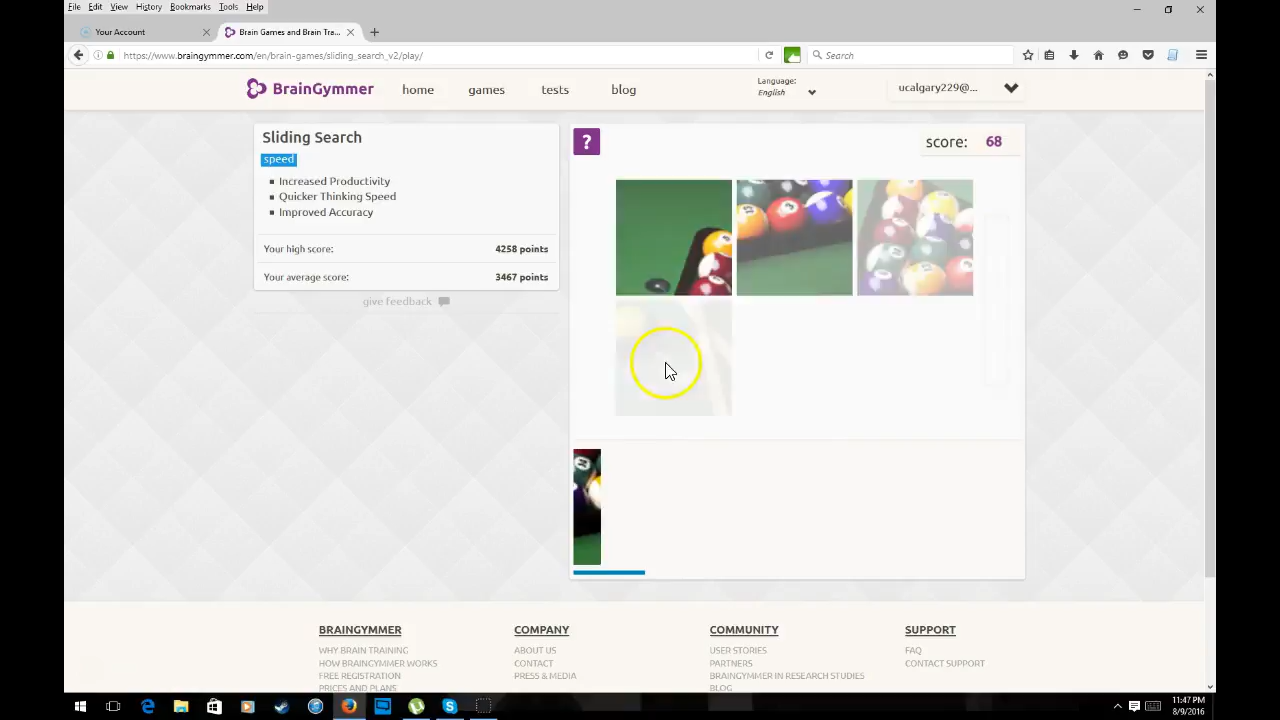 File Edit View History Bookmarks Tools Help
Your Account
Brain Games and Brain Tra...
https://www.braingymmer.com/en/brain-games/sliding_search_v2/play/
Search
BrainGymmer home games tests blog
Language:
English
ucalgary229@...
Sliding Search
speed
Increased Productivity
Quicker Thinking Speed
Improved Accuracy
Your high score: 4258 points
Your average score: 3467 points
give feedback
?
score: 68
BRAINGYMMER
WHY BRAIN TRAINING
HOW BRAINGYMMER WORKS
FREE REGISTRATION
PRICES AND PLANS
COMPANY
ABOUT US
CONTACT
PRESS & MEDIA
COMMUNITY
USER STORIES
PARTNERS
BRAINGYMMER IN RESEARCH STUDIES
BLOG
SUPPORT
FAQ
CONTACT SUPPORT
11:47 PM
8/9/2016